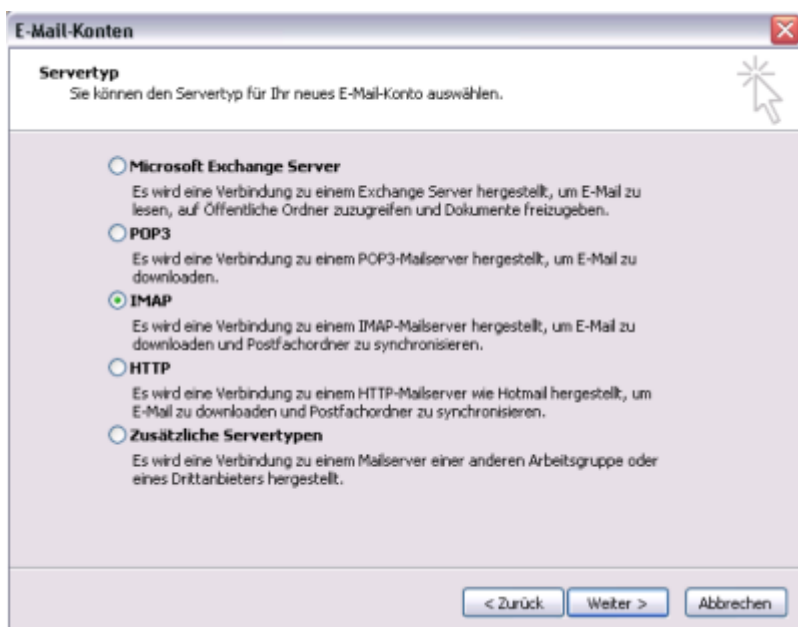 E-Mail-Konten
Servertyp
Sie können den Servertyp für Ihr neues E-Mail-Konto auswählen.
Microsoft Exchange Server
Es wird eine Verbindung zu einem Exchange Server hergestellt, um E-Mail zu
lesen, auf Öffentliche Ordner zuzugreifen und Dokumente freizugeben.
POP3
Es wird eine Verbindung zu einem POP3-Mailserver hergestellt, um E-Mail zu
downloaden.
IMAP
Es wird eine Verbindung zu einem IMAP-Mailserver hergestellt, um E-Mail zu
downloaden und Postfachordner zu synchronisieren.
HTTP
Es wird eine Verbindung zu einem HTTP-Mailserver wie Hotmail hergestellt, um
E-Mail zu downloaden und Postfachordner zu synchronisieren.
Zusätzliche Servertypen
Es wird eine Verbindung zu einem Mailserver einer anderen Arbeitsgruppe oder
eines Drittanbieters hergestellt.
< Zurück Weiter > Abbrechen